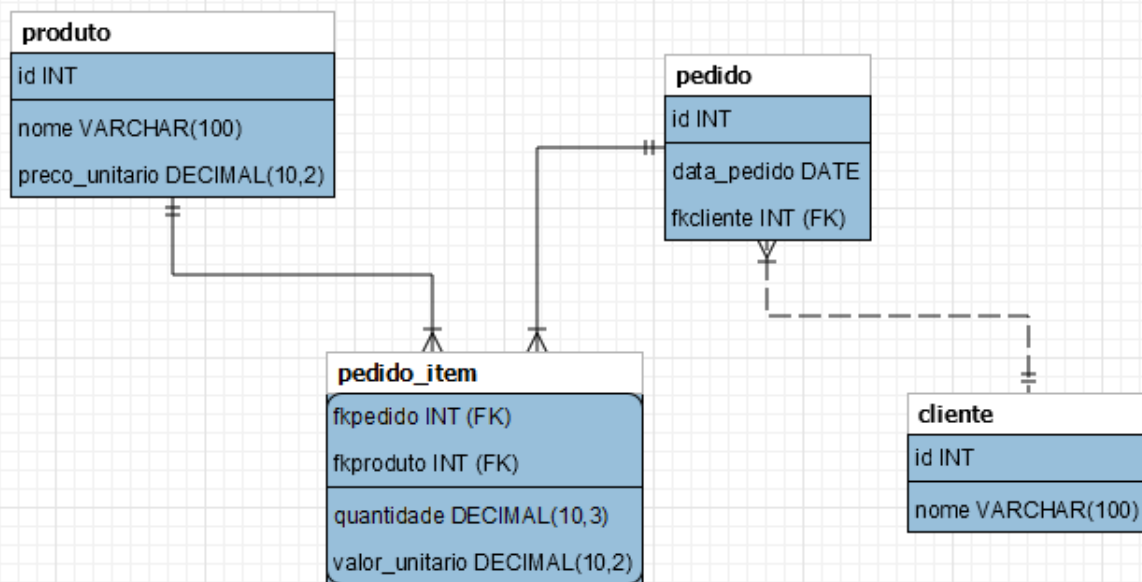 produto
id INT
nome VARCHAR(100)
preco_unitario DECIMAL(10,2)
pedido
id INT
data_pedido DATE
fkcliente INT (FK)
pedido_item
fkpedido INT (FK)
fkproduto INT (FK)
quantidade DECIMAL(10,3)
valor_unitario DECIMAL(10,2)
cliente
id INT
nome VARCHAR(100)